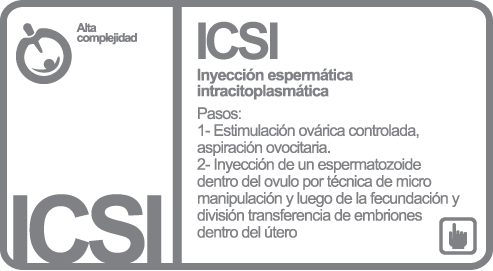 Alta
complejidad
ICSI
ICSI
Inyección espermática
intracitoplasmática
Pasos:
1- Estimulación ovárica controlada,
aspiración ovocitaria.
2- Inyección de un espermatozoide
dentro del ovulo por técnica de micro
manipulación y luego de la fecundación y
división transferencia de embriones
dentro del útero